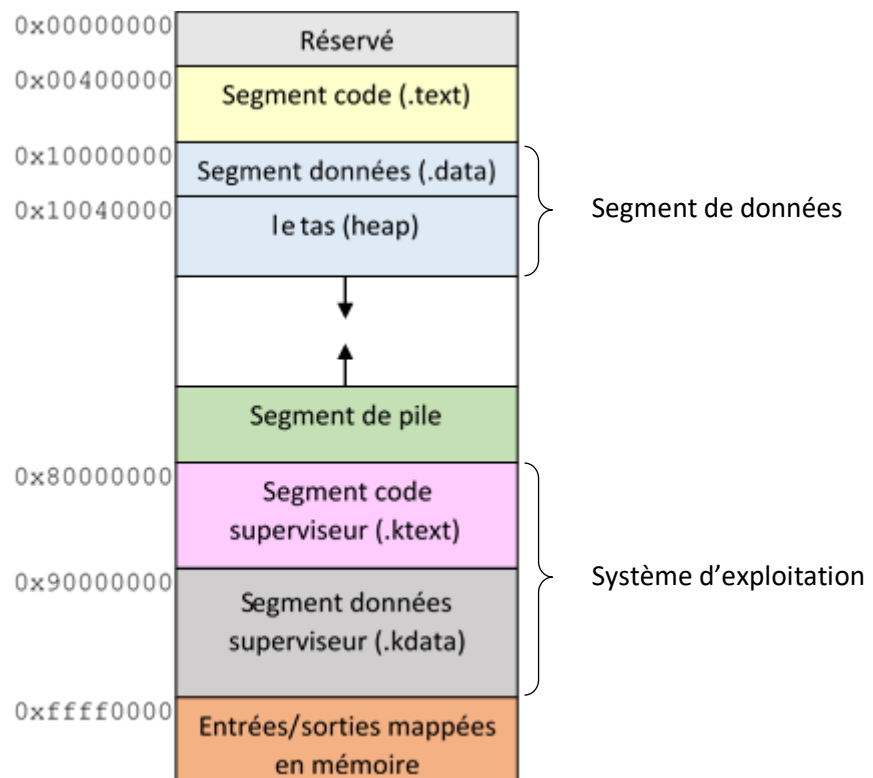 0x00000000
Réservé
0x00400000
Segment code (.text)
0x10000000
Segment données (.data)
0x10040000
le tas (heap)
Segment de données
Segment de pile
0x80000000
Segment code
superviseur (.ktext)
0x90000000
Segment données
superviseur (.kdata)
Système d’exploitation
0xffff0000
Entrées/sorties mappées
en mémoire